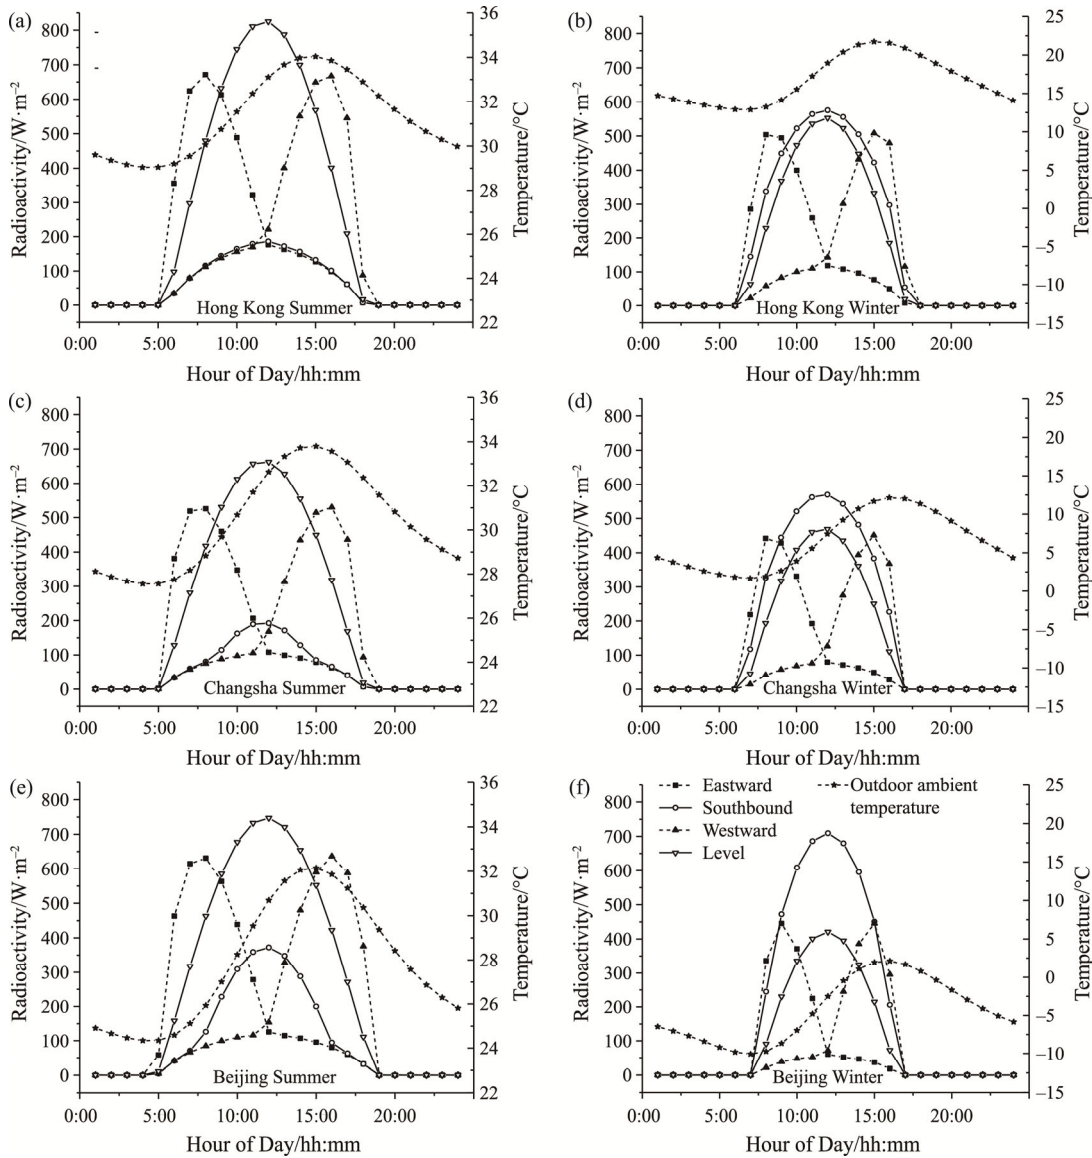 (a)
800
700
600
500
400
300
200
100
0
Radioactivity/W·m⁻²
36
34
32
30
28
26
24
22
Temperature/°C
Hong Kong Summer
0:00 5:00 10:00 15:00 20:00
Hour of Day/hh:mm
(b)
800
700
600
500
400
300
200
100
0
Radioactivity/W·m⁻²
25
20
15
10
5
0
–5
–10
–15
Temperature/°C
Hong Kong Winter
0:00 5:00 10:00 15:00 20:00
Hour of Day/hh:mm
(c)
800
700
600
500
400
300
200
100
0
Radioactivity/W·m⁻²
36
34
32
30
28
26
24
22
Temperature/°C
Changsha Summer
0:00 5:00 10:00 15:00 20:00
Hour of Day/hh:mm
(d)
800
700
600
500
400
300
200
100
0
Radioactivity/W·m⁻²
25
20
15
10
5
0
–5
–10
–15
Temperature/°C
Changsha Winter
0:00 5:00 10:00 15:00 20:00
Hour of Day/hh:mm
(e)
800
700
600
500
400
300
200
100
0
Radioactivity/W·m⁻²
36
34
32
30
28
26
24
22
Temperature/°C
Beijing Summer
0:00 5:00 10:00 15:00 20:00
Hour of Day/hh:mm
(f)
Eastward
Southbound
Westward
Level
Outdoor ambient
temperature
800
700
600
500
400
300
200
100
0
Radioactivity/W·m⁻²
25
20
15
10
5
0
–5
–10
–15
Temperature/°C
Beijing Winter
0:00 5:00 10:00 15:00 20:00
Hour of Day/hh:mm